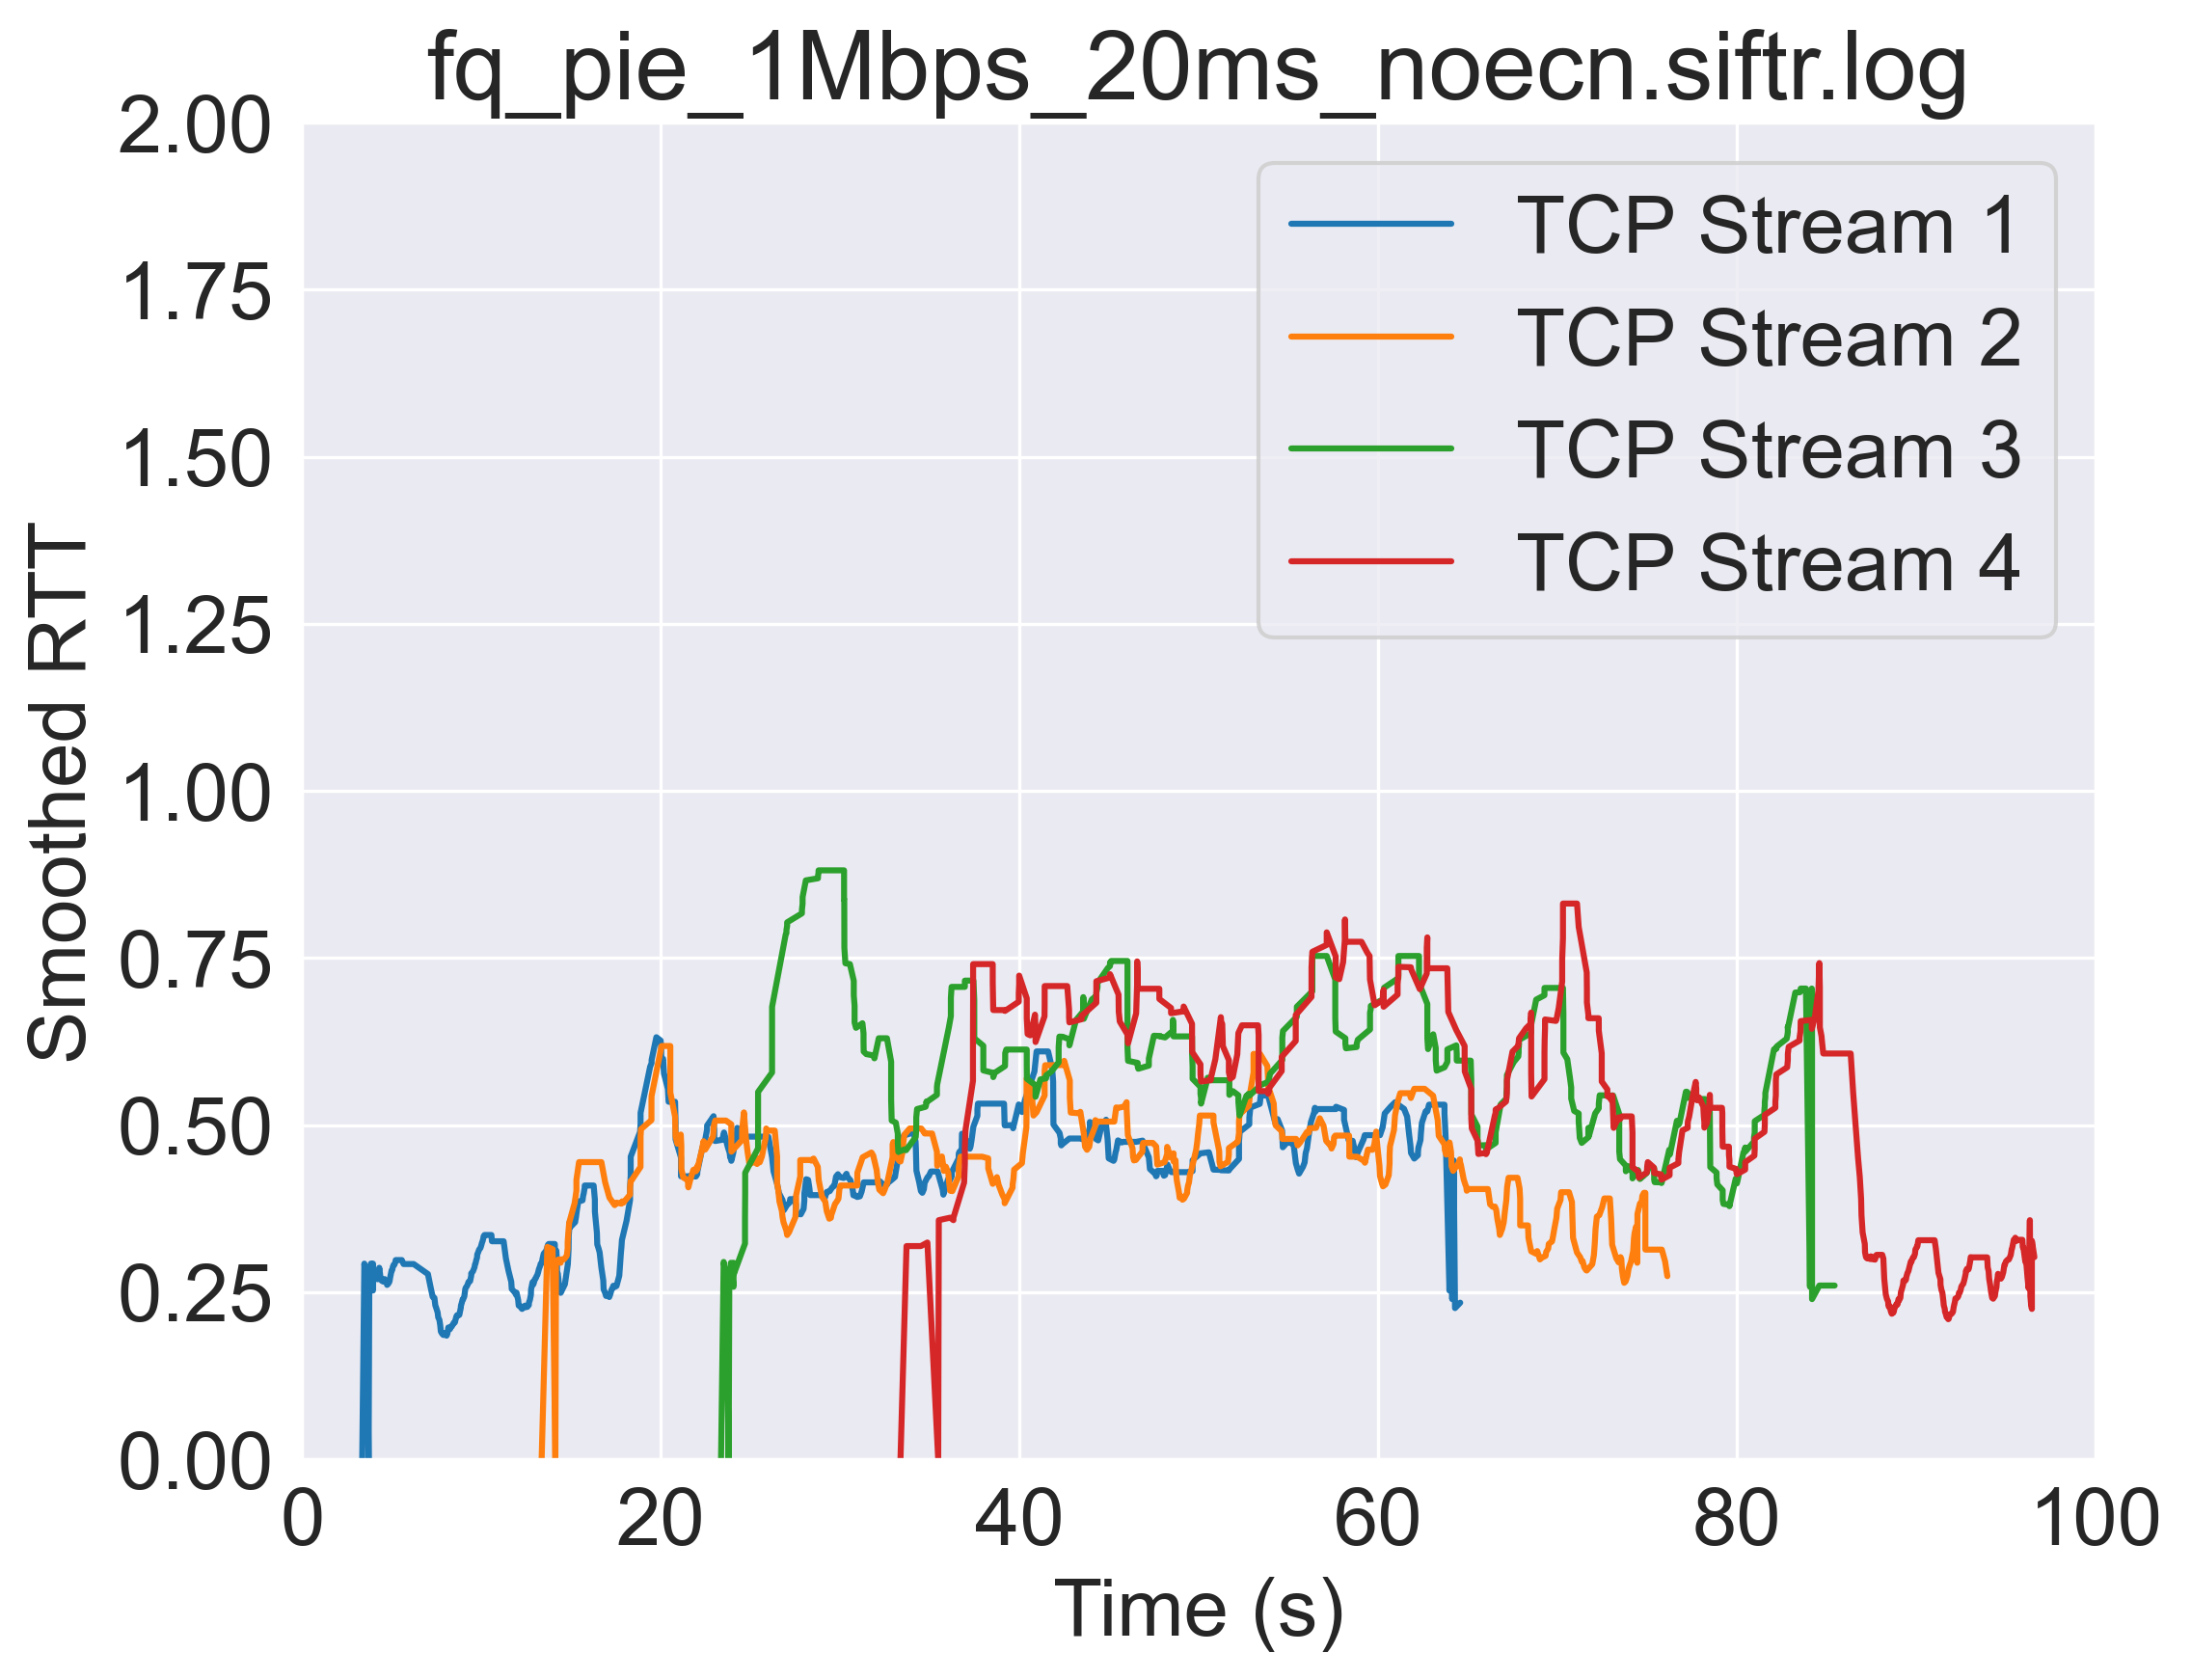 fq_pie_1Mbps_20ms_noecn.siftr.log
2.00
1.75
1.50
1.25
1.00
0.75
0.50
0.25
0.00
Smoothed RTT
TCP Stream 1
TCP Stream 2
TCP Stream 3
TCP Stream 4
0 20 40 60 80 100
Time (s)